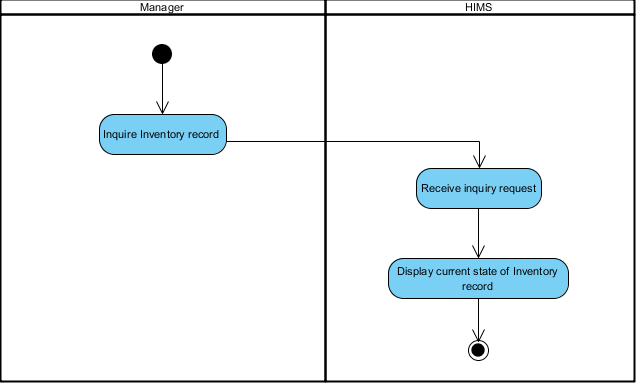 Manager
HIMS
Inquire Inventory record
Receive inquiry request
Display current state of Inventory
record